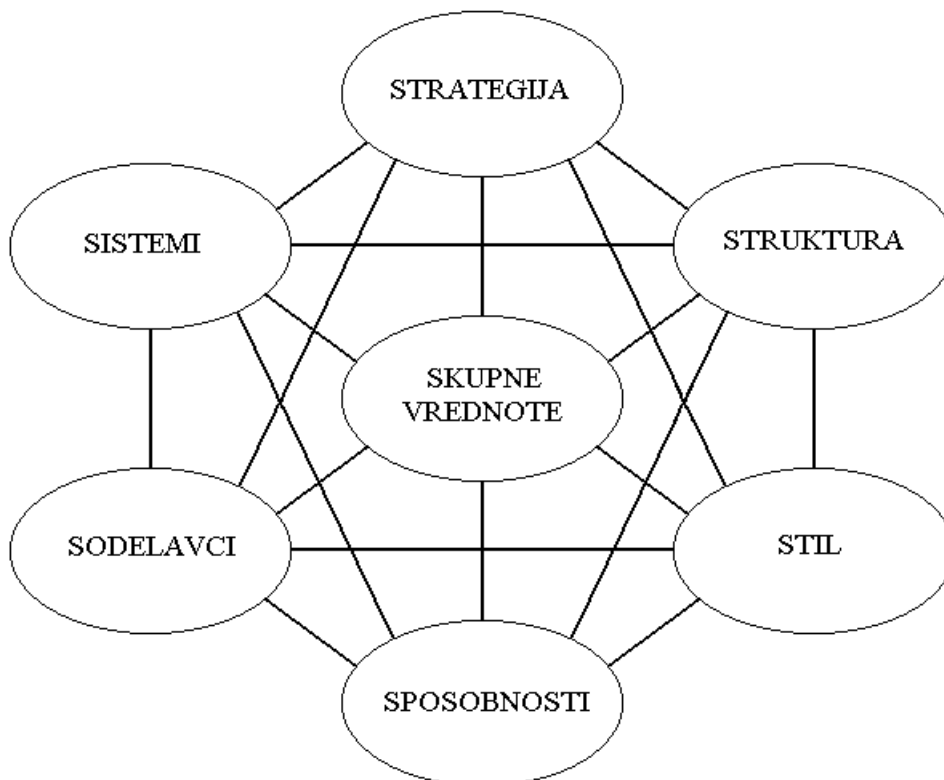 STRATEGIJA
SISTEMI
STRUKTURA
SKUPNE
VREDNOTE
SODELAVCI
STIL
SPOSOBNOSTI